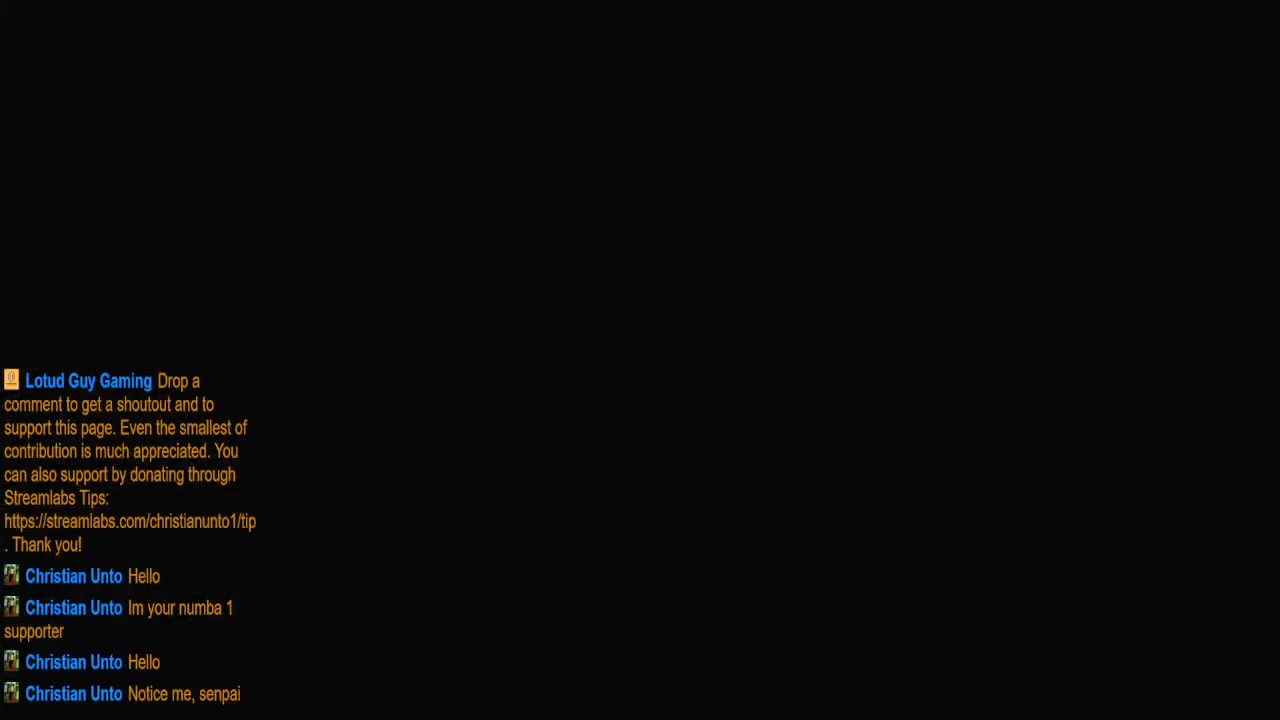 Lotud Guy Gaming Drop a
comment to get a shoutout and to
support this page. Even the smallest of
contribution is much appreciated. You
can also support by donating through
Streamlabs Tips:
https://streamlabs.com/christianunto1/tip
. Thank you!
Christian Unto Hello
Christian Unto Im your numba 1
supporter
Christian Unto Hello
Christian Unto Notice me, senpai